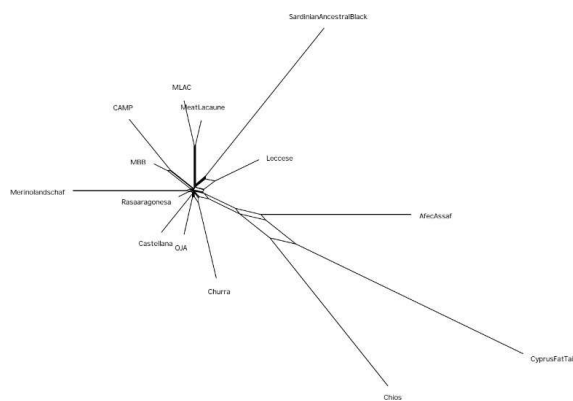 SardinianAncestralBlack
MLAC
MeatLacaune
CAMP
MBB
Leccese
Merinolandschaf
Rasaaragonesa
AfecAssaf
Castellana
OJA
Churra
CyprusFatTai
Chios